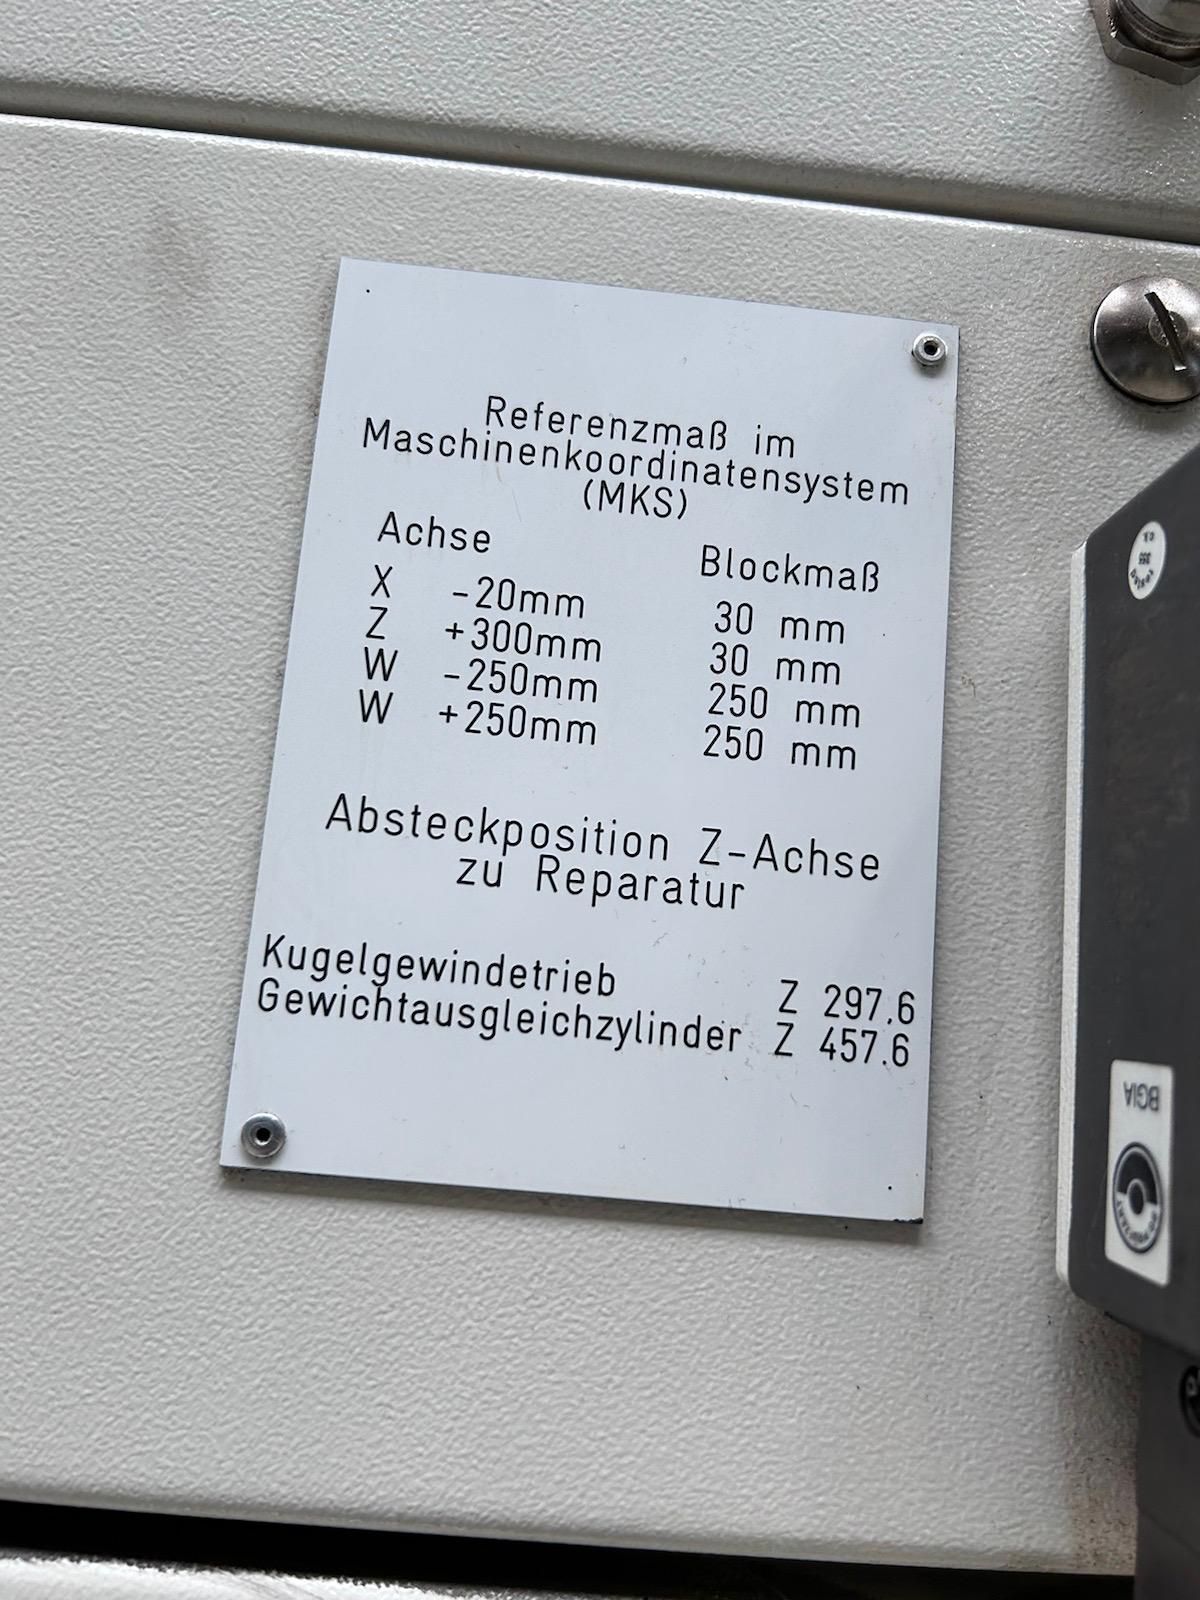 Referenzmaß im
Maschinenkoordinatensystem
(MKS)
Achse Blockmaß
X -20mm 30 mm
Z +300mm 30 mm
W -250mm 250 mm
W +250mm 250 mm
Absteckposition Z-Achse
zu Reparatur
Kugelgewindetrieb Z 297.6
Gewichtausgleichzylinder Z 457.6
BGIA